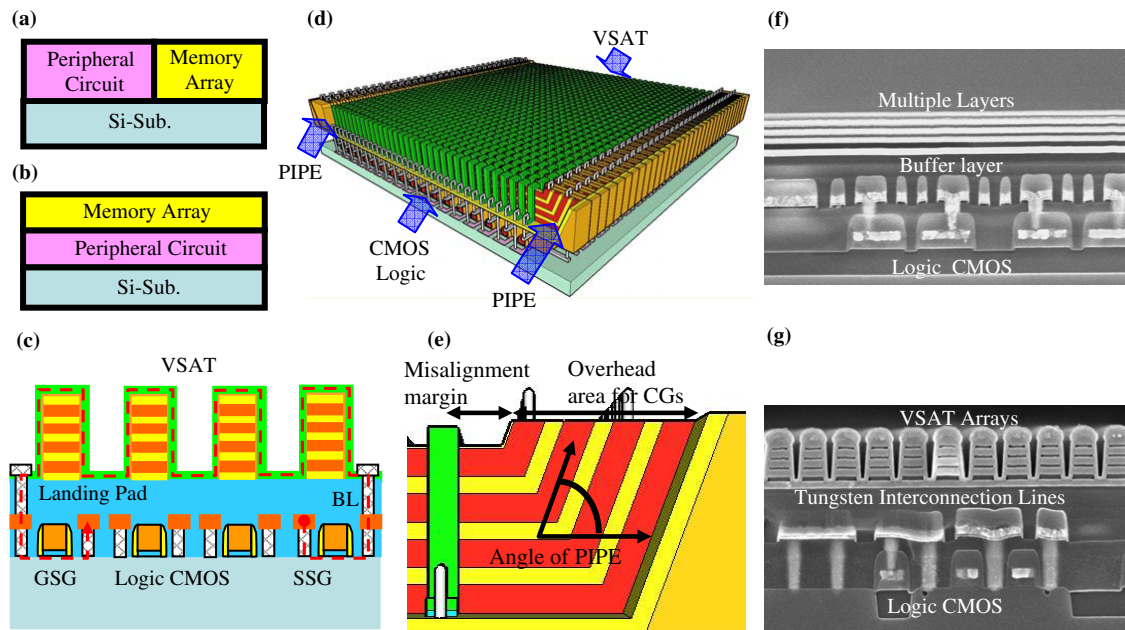 (a)
Peripheral
Circuit
Memory
Array
Si-Sub.
(b)
Memory Array
Peripheral Circuit
Si-Sub.
(c)
VSAT
Landing Pad
BL
GSG
Logic CMOS
SSG
(d)
VSAT
PIPE
CMOS
Logic
PIPE
(e)
Misalignment
margin
Overhead
area for CGs
Angle of PIPE
(f)
Multiple Layers
Buffer layer
Logic CMOS
(g)
VSAT Arrays
Tungsten Interconnection Lines
Logic CMOS